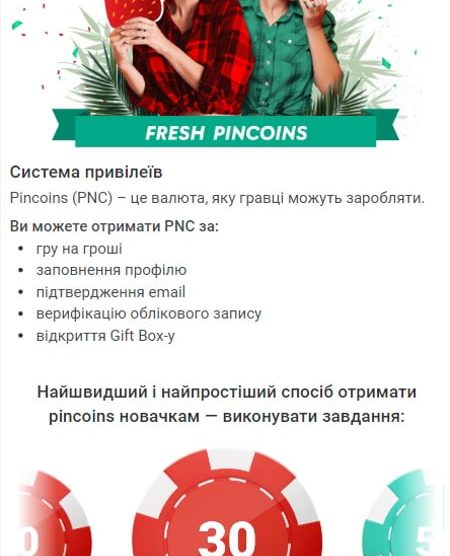 FRESH PINCOINS
Система привілеїв
Pincoins (PNC) – це валюта, яку гравці можуть заробляти.
Ви можете отримати PNC за:
• гру на гроші
• заповнення профілю
• підтвердження email
• верифікацію облікового запису
• відкриття Gift Box-у
Найшвидший і найпростіший спосіб отримати
pincoins новачкам — виконувати завдання:
30